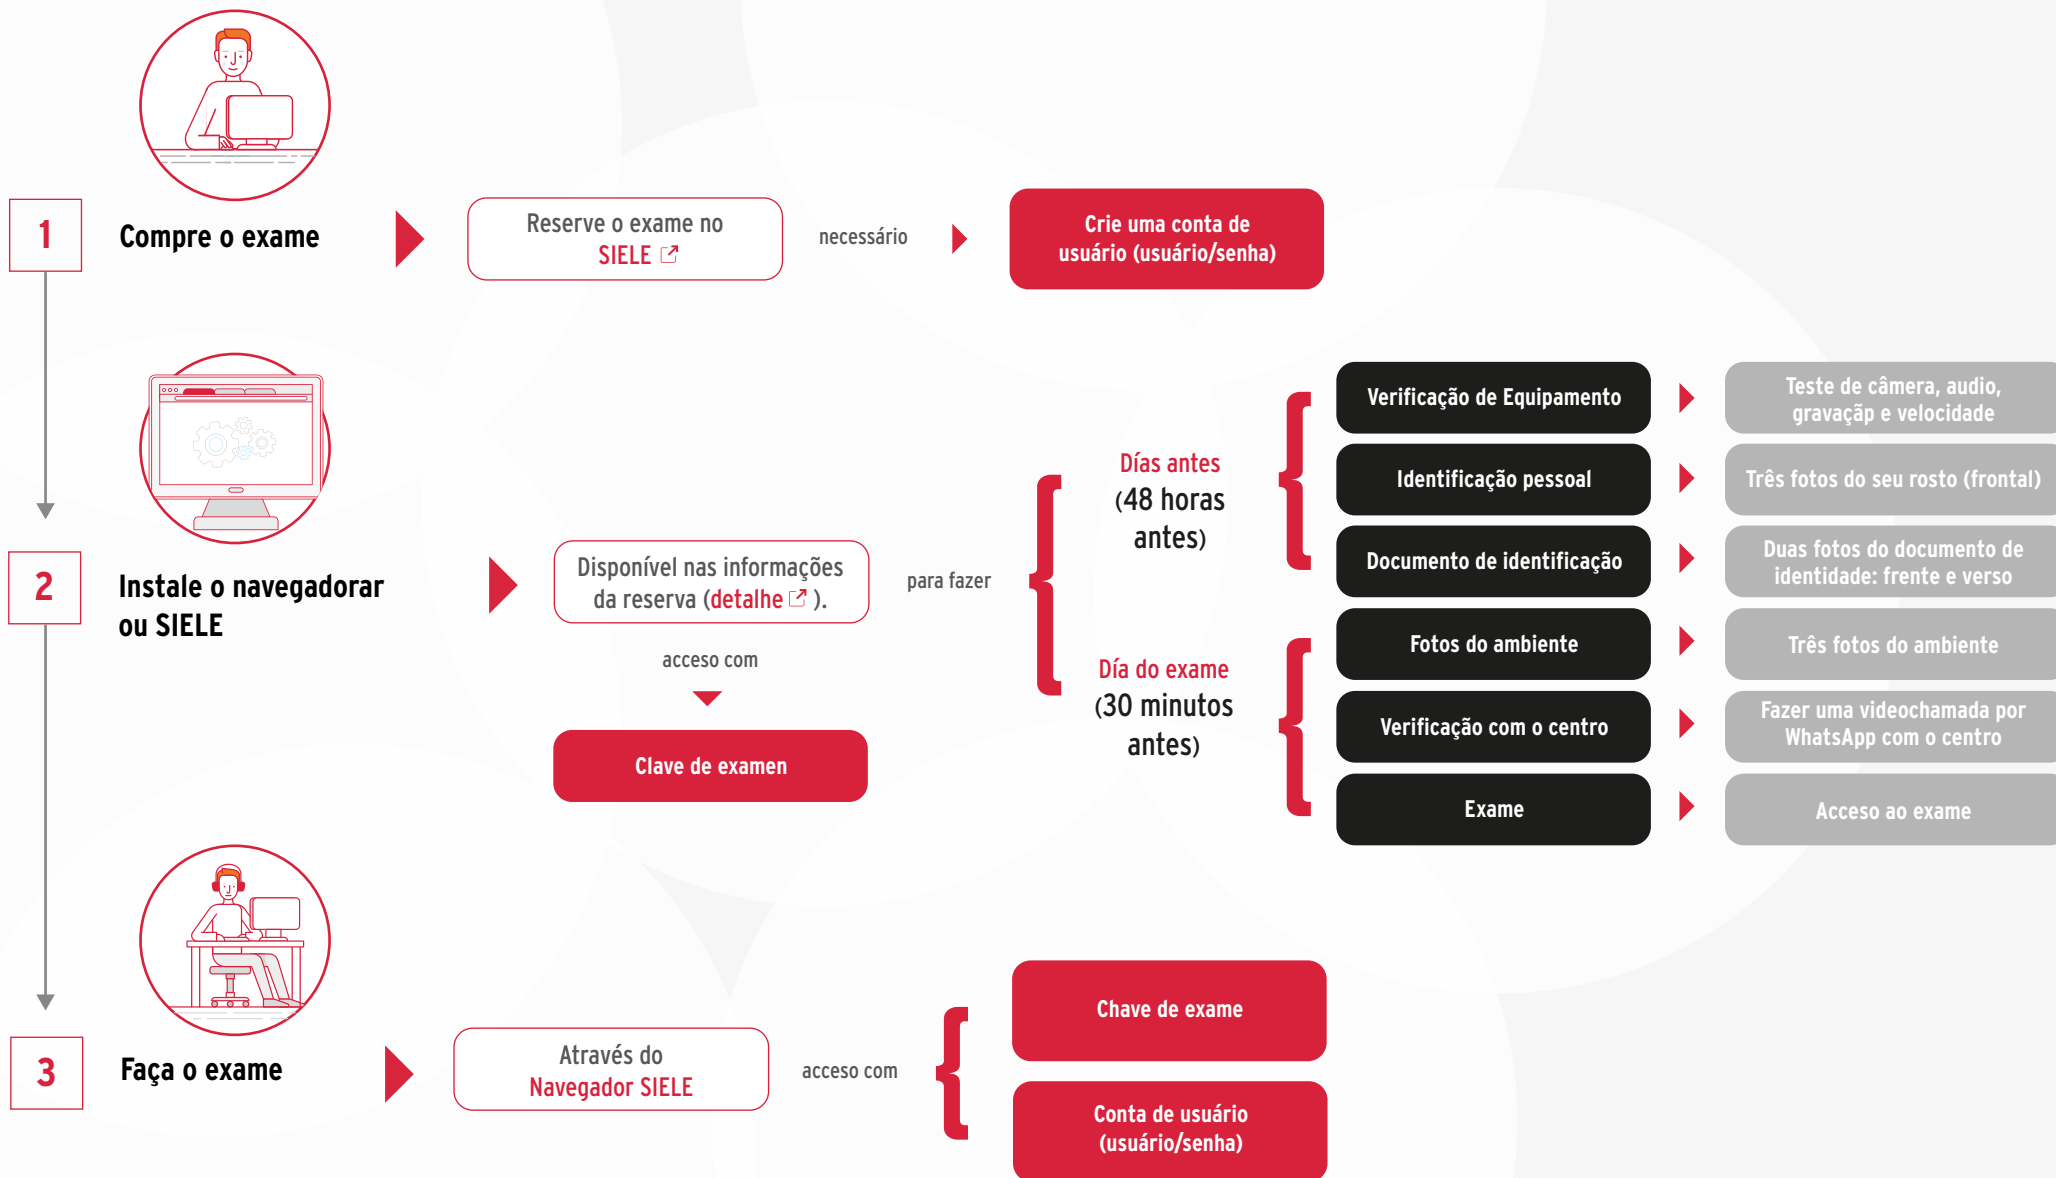 1
Compre o exame
Reserve o exame no
SIELE
necessário
Crie uma conta de
usuário (usuário/senha)
2
Instale o navegadorar
ou SIELE
Disponível nas informações
da reserva (detalhe ).
acceso com
Clave de examen
para fazer
Días antes
(48 horas
antes)
Verificação de Equipamento
Teste de câmera, audio,
gravaçãp e velocidade
Identificação pessoal
Três fotos do seu rosto (frontal)
Documento de identificação
Duas fotos do documento de
identidade: frente e verso
Día do exame
(30 minutos
antes)
Fotos do ambiente
Três fotos do ambiente
Verificação com o centro
Fazer uma videochamada por
WhatsApp com o centro
Exame
Acceso ao exame
3
Faça o exame
Através do
Navegador SIELE
acceso com
Chave de exame
Conta de usuário
(usuário/senha)